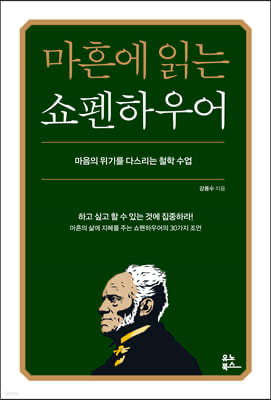 마흔에 읽는
쇼펜하우어
마음의 위기를 다스리는 철학 수업
강용수 지음
하고 싶고 할 수 있는 것에 집중하라!
마흔의 삶에 지혜를 주는 쇼펜하우어의 30가지 조언
유노
북스